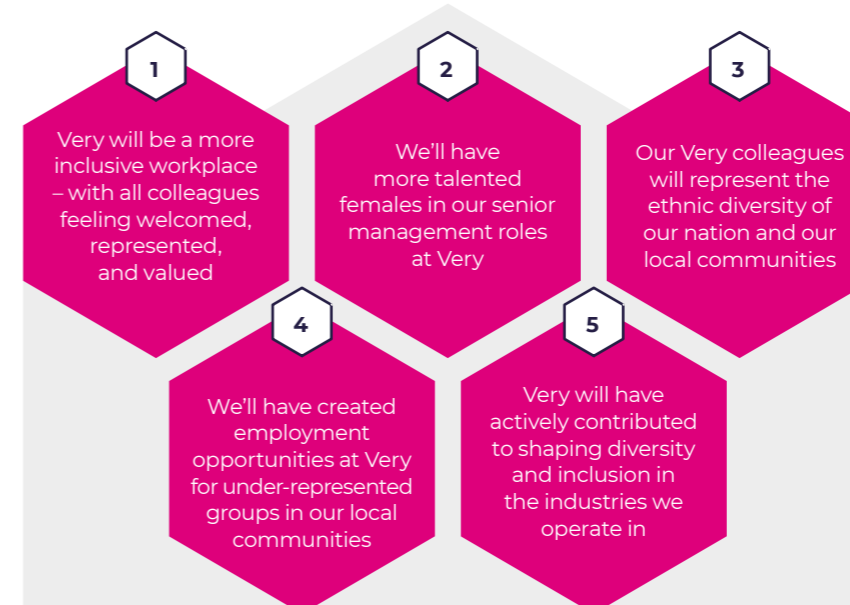 1
Very will be a more
inclusive workplace
– with all colleagues
feeling welcomed,
represented,
and valued
2
We’ll have
more talented
females in our senior
management roles
at Very
3
Our Very colleagues
will represent the
ethnic diversity of
our nation and our
local communities
4
We’ll have created
employment
opportunities at Very
for under-represented
groups in our local
communities
5
Very will have
actively contributed
to shaping diversity
and inclusion in
the industries we
operate in